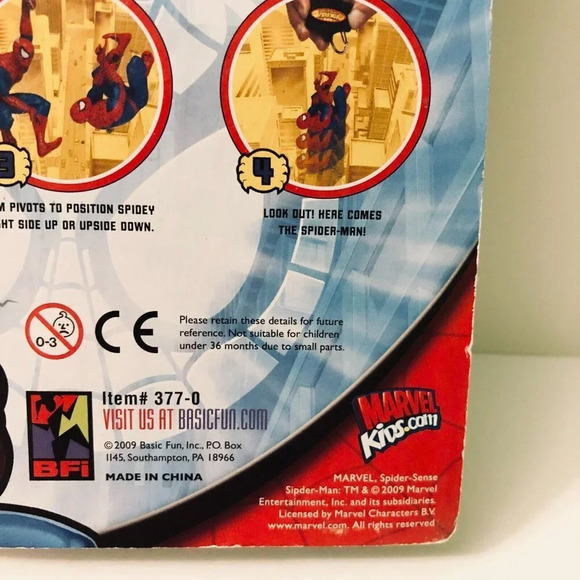 3
M PIVOTS TO POSITION SPIDEY
HT SIDE UP OR UPSIDE DOWN.
4
LOOK OUT! HERE COMES
THE SPIDER-MAN!
0-3
CE
Please retain these details for future
reference. Not suitable for children
under 36 months due to small parts.
BFi
Item# 377-0
VISIT US AT BASICFUN.COM
©2009 Basic Fun, Inc., P.O. Box
1145, Southampton, PA 18966
MADE IN CHINA
MARVEL
KiDS.com
MARVEL, Spider-Sense
Sipder-Man: TM & © 2009 Marvel
Entertainment, Inc. and its subsidiaries.
Licensed by Marvel Characters B.V.
www.marvel.com. All rights reserved